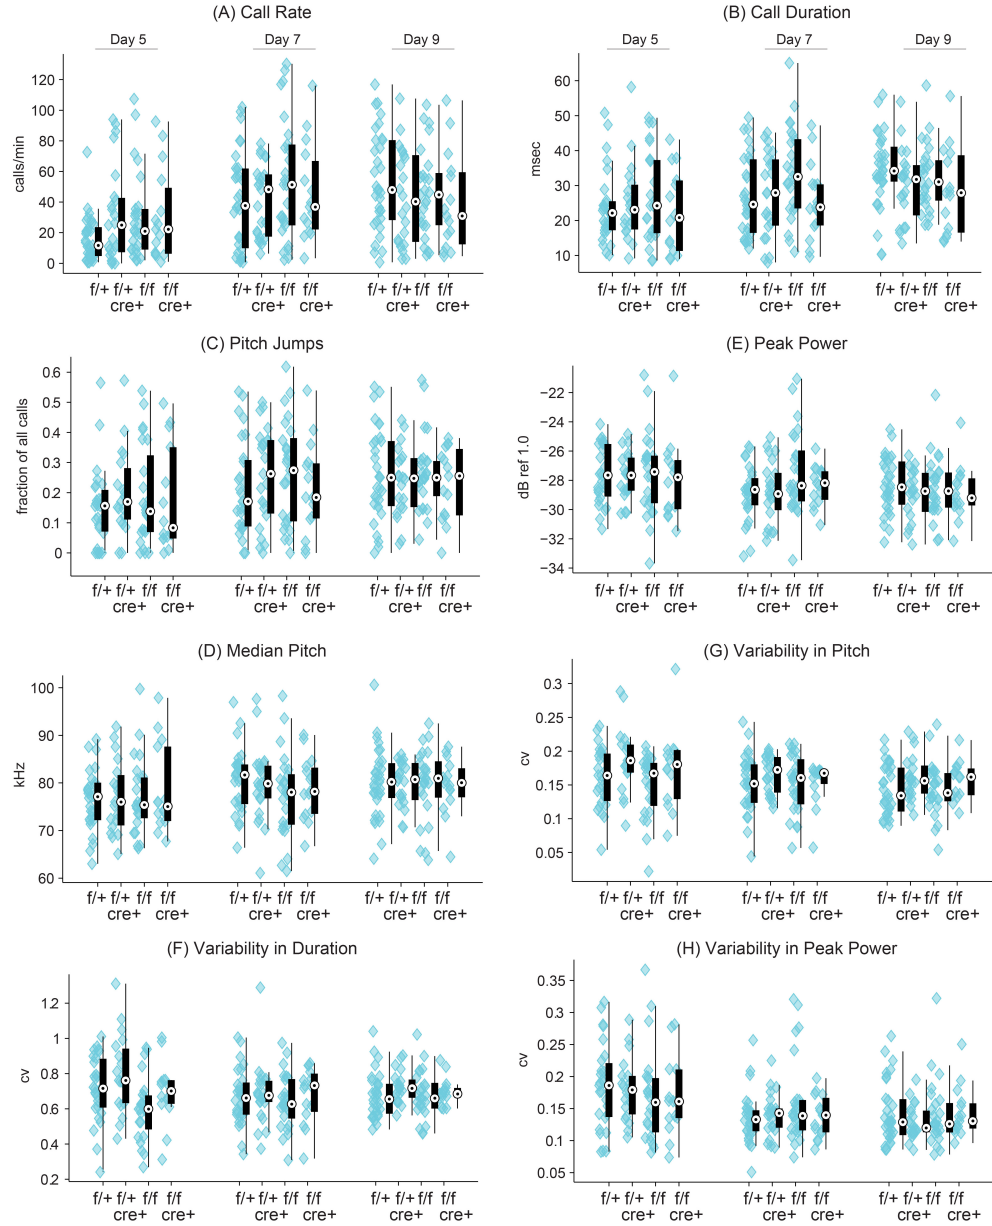 (A) Call Rate
Day 5 Day 7 Day 9
calls/min
120
100
80
60
40
20
0
f/+ f/+ f/f f/f f/+ f/+ f/f f/f f/+ f/+ f/f f/f
cre+ cre+ cre+ cre+ cre+ cre+
(B) Call Duration
Day 5 Day 7 Day 9
msec
60
50
40
30
20
10
f/+ f/+ f/f f/f f/+ f/+ f/f f/f f/+ f/+ f/f f/f
cre+ cre+ cre+ cre+ cre+ cre+
(C) Pitch Jumps
fraction of all calls
0.6
0.5
0.4
0.3
0.2
0.1
0
f/+ f/+ f/f f/f f/+ f/+ f/f f/f f/+ f/+ f/f f/f
cre+ cre+ cre+ cre+ cre+ cre+
(E) Peak Power
dB ref 1.0
−22
−24
−26
−28
−30
−32
−34
f/+ f/+ f/f f/f f/+ f/+ f/f f/f f/+ f/+ f/f f/f
cre+ cre+ cre+ cre+ cre+ cre+
(D) Median Pitch
kHz
100
90
80
70
60
f/+ f/+ f/f f/f f/+ f/+ f/f f/f f/+ f/+ f/f f/f
cre+ cre+ cre+ cre+ cre+ cre+
(G) Variability in Pitch
cv
0.3
0.25
0.2
0.15
0.1
0.05
f/+ f/+ f/f f/f f/+ f/+ f/f f/f f/+ f/+ f/f f/f
cre+ cre+ cre+ cre+ cre+ cre+
(F) Variability in Duration
cv
1.2
1
0.8
0.6
0.4
0.2
f/+ f/+ f/f f/f f/+ f/+ f/f f/f f/+ f/+ f/f f/f
cre+ cre+ cre+ cre+ cre+ cre+
(H) Variability in Peak Power
cv
0.35
0.3
0.25
0.2
0.15
0.1
0.05
f/+ f/+ f/f f/f f/+ f/+ f/f f/f f/+ f/+ f/f f/f
cre+ cre+ cre+ cre+ cre+ cre+